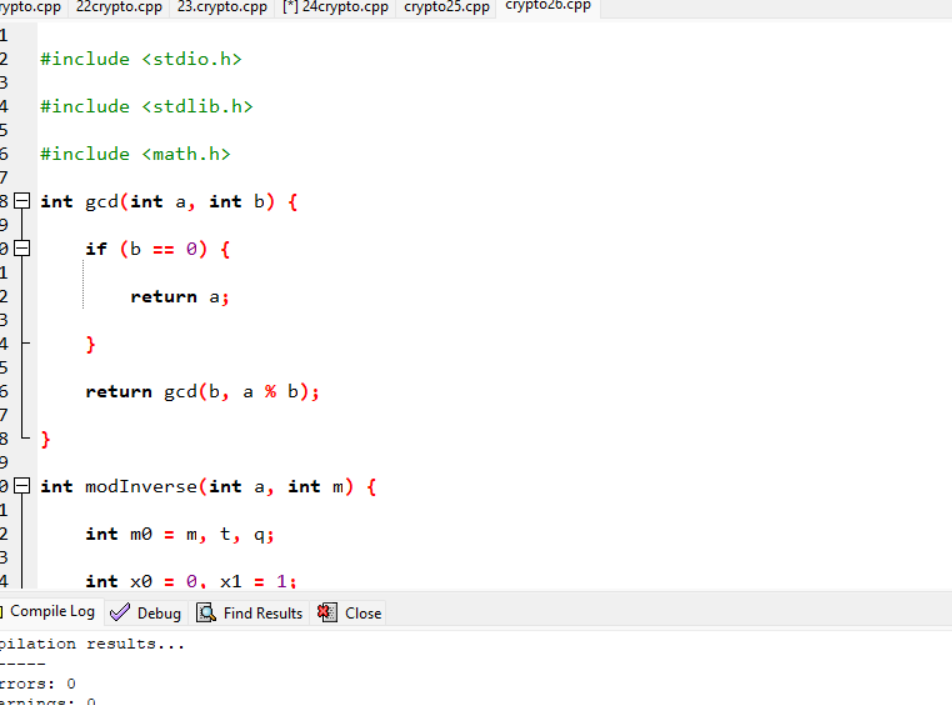 rypto.cpp 22crypto.cpp 23.crypto.cpp [*] 24crypto.cpp crypto25.cpp crypto26.cpp
1
2 #include <stdio.h>
3
4 #include <stdlib.h>
5
6 #include <math.h>
7
8 int gcd(int a, int b) {
9
0 if (b == 0) {
1
2 return a;
3
4 }
5
6 return gcd(b, a % b);
7
8 }
9
0 int modInverse(int a, int m) {
1
2 int m0 = m, t, q;
3
4 int x0 = 0, x1 = 1;
Compile Log Debug Find Results Close
pilation results...
-----
rrors: 0
arnings: 0